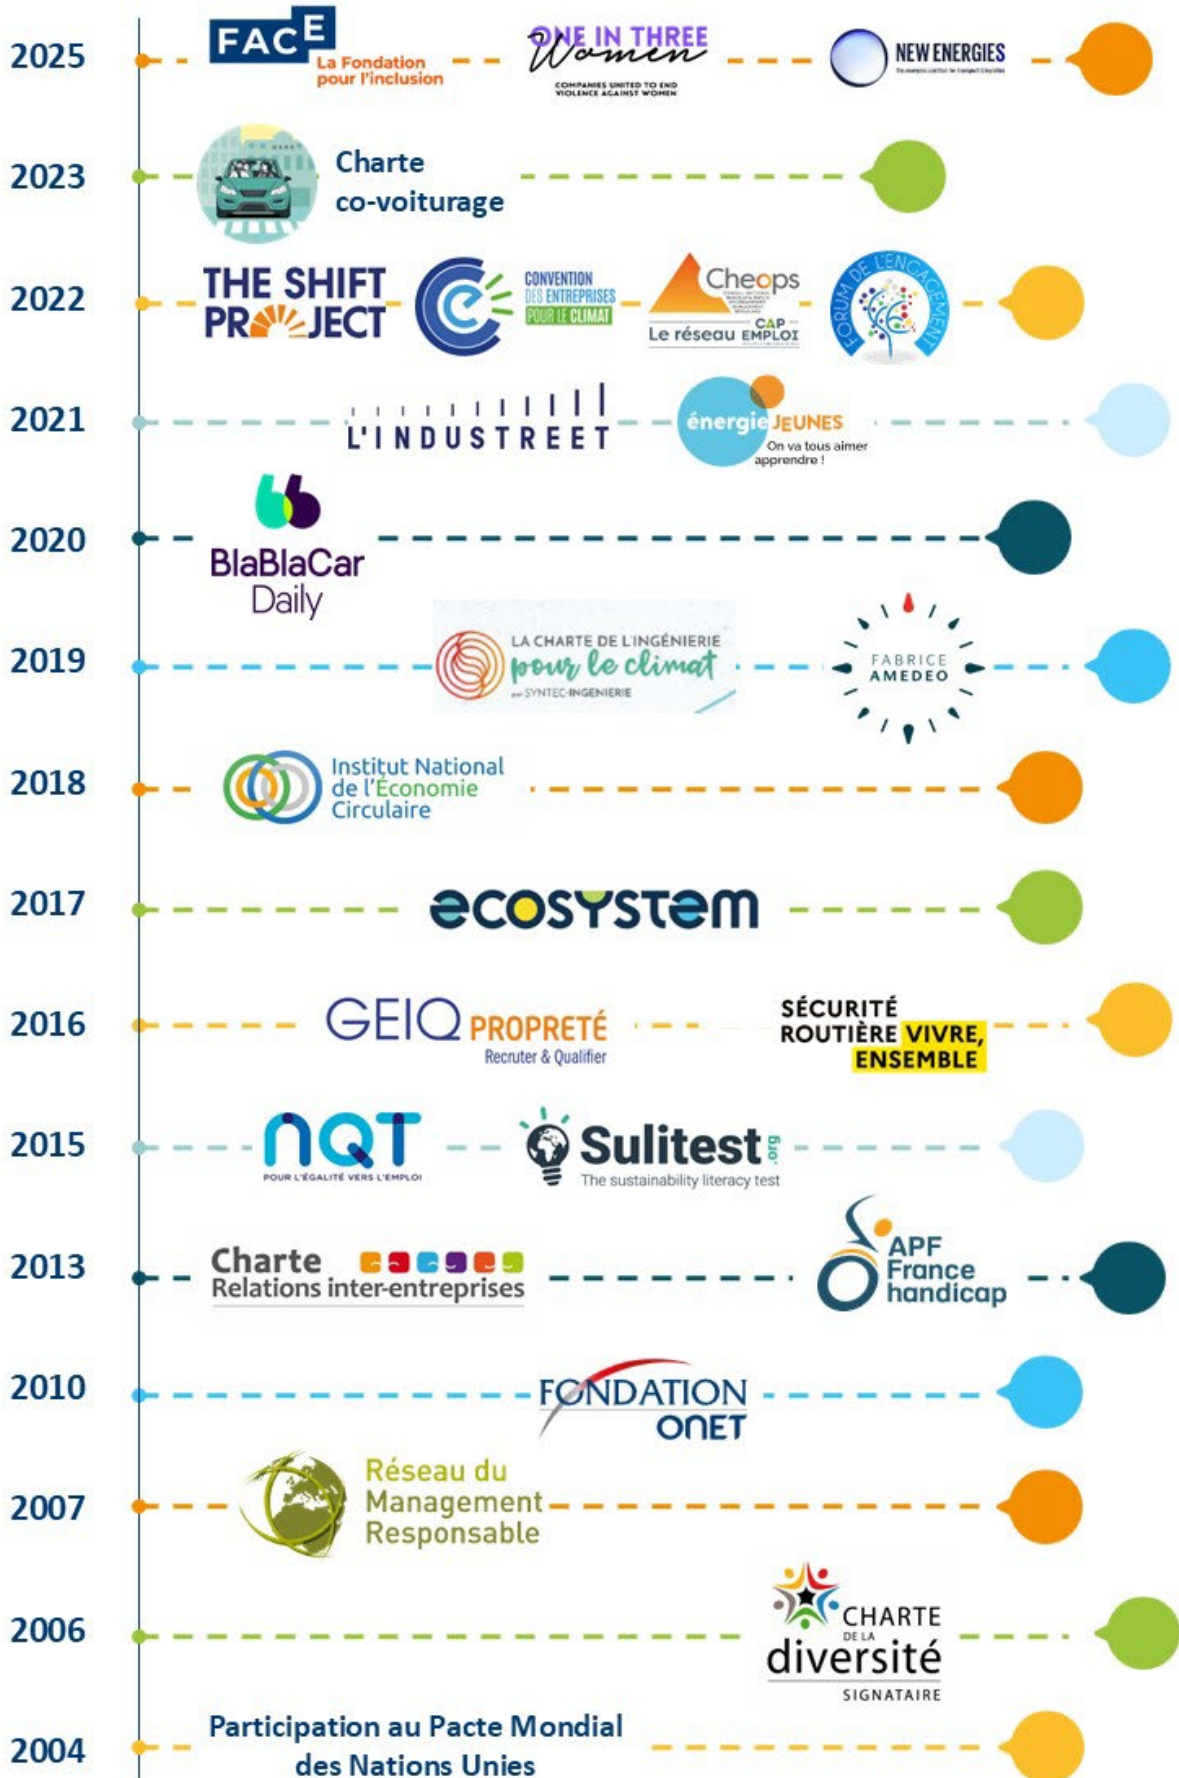 2025
FACE
La Fondation
pour l'inclusion
ONE IN THREE
Women
COMPANIES UNITED TO END
VIOLENCE AGAINST WOMEN
NEW ENERGIES
2023
Charte
co-voiturage
2022
THE SHIFT
PROJECT
CONVENTION
DES ENTREPRISES
POUR LE CLIMAT
Cheops
Le réseau CAP
EMPLOI
FORUM DE L'ENGAGEMENT
2021
L'INDUSTREET
énergie JEUNES
On va tous aimer
apprendre !
2020
BlaBlaCar
Daily
2019
LA CHARTE DE L'INGÉNIERIE
pour le climat
par SYNTEC-INGENIERIE
FABRICE
AMEDEO
2018
Institut National
de l'Économie
Circulaire
2017
ecosystem
2016
GEIQ PROPRETÉ
Recruter & Qualifier
SÉCURITÉ
ROUTIÈRE VIVRE,
ENSEMBLE
2015
NQT
POUR L'ÉGALITÉ VERS L'EMPLOI
Sulitest.org
The sustainability literacy test
2013
Charte
Relations inter-entreprises
APF
France
handicap
2010
FONDATION
ONET
2007
Réseau du
Management
Responsable
2006
CHARTE
DE LA
diversité
SIGNATAIRE
2004
Participation au Pacte Mondial
des Nations Unies